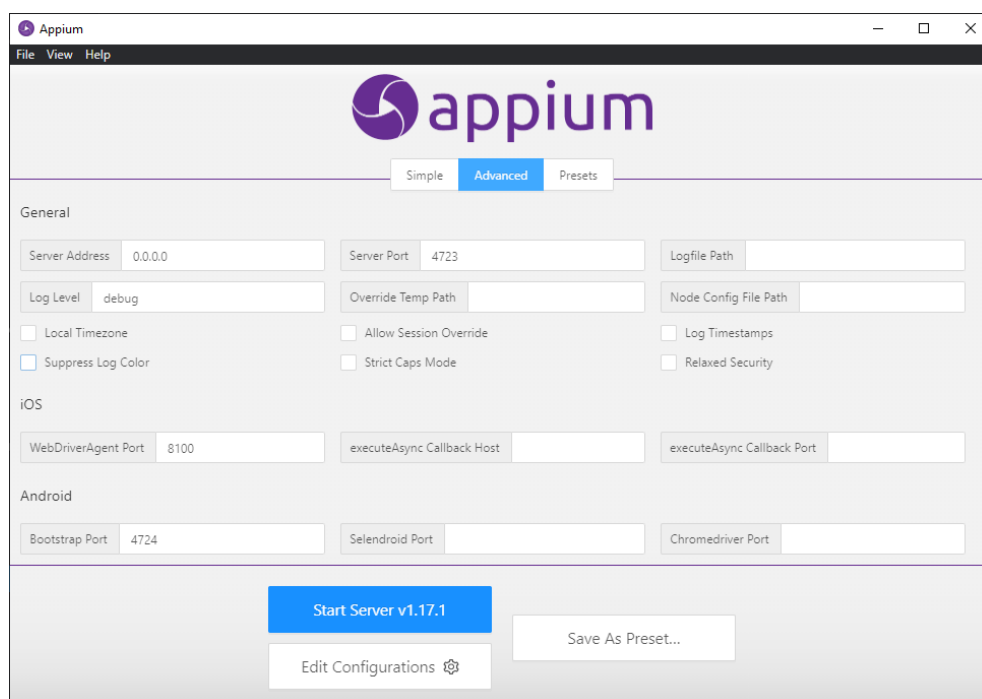 Appium
File View Help
appium
Simple Advanced Presets
General
Server Address 0.0.0.0 Server Port 4723 Logfile Path
Log Level debug Override Temp Path Node Config File Path
Local Timezone Allow Session Override Log Timestamps
Suppress Log Color Strict Caps Mode Relaxed Security
iOS
WebDriverAgent Port 8100 executeAsync Callback Host executeAsync Callback Port
Android
Bootstrap Port 4724 Selendroid Port Chromedriver Port
Start Server v1.17.1
Save As Preset...
Edit Configurations